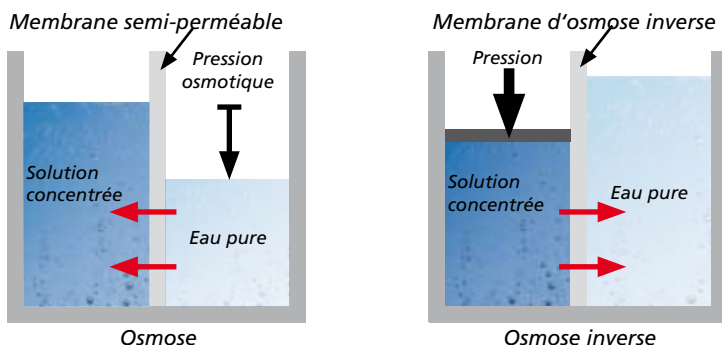 Membrane semi-perméable
Pression
osmotique
Solution
concentrée
Eau pure
Osmose
Membrane d'osmose inverse
Pression
Solution
concentrée
Eau pure
Osmose inverse